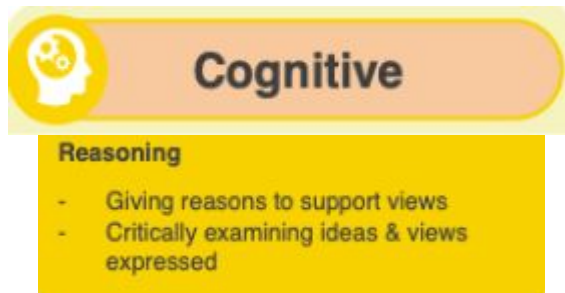 Cognitive
Reasoning
- Giving reasons to support views
- Critically examining ideas & views
expressed